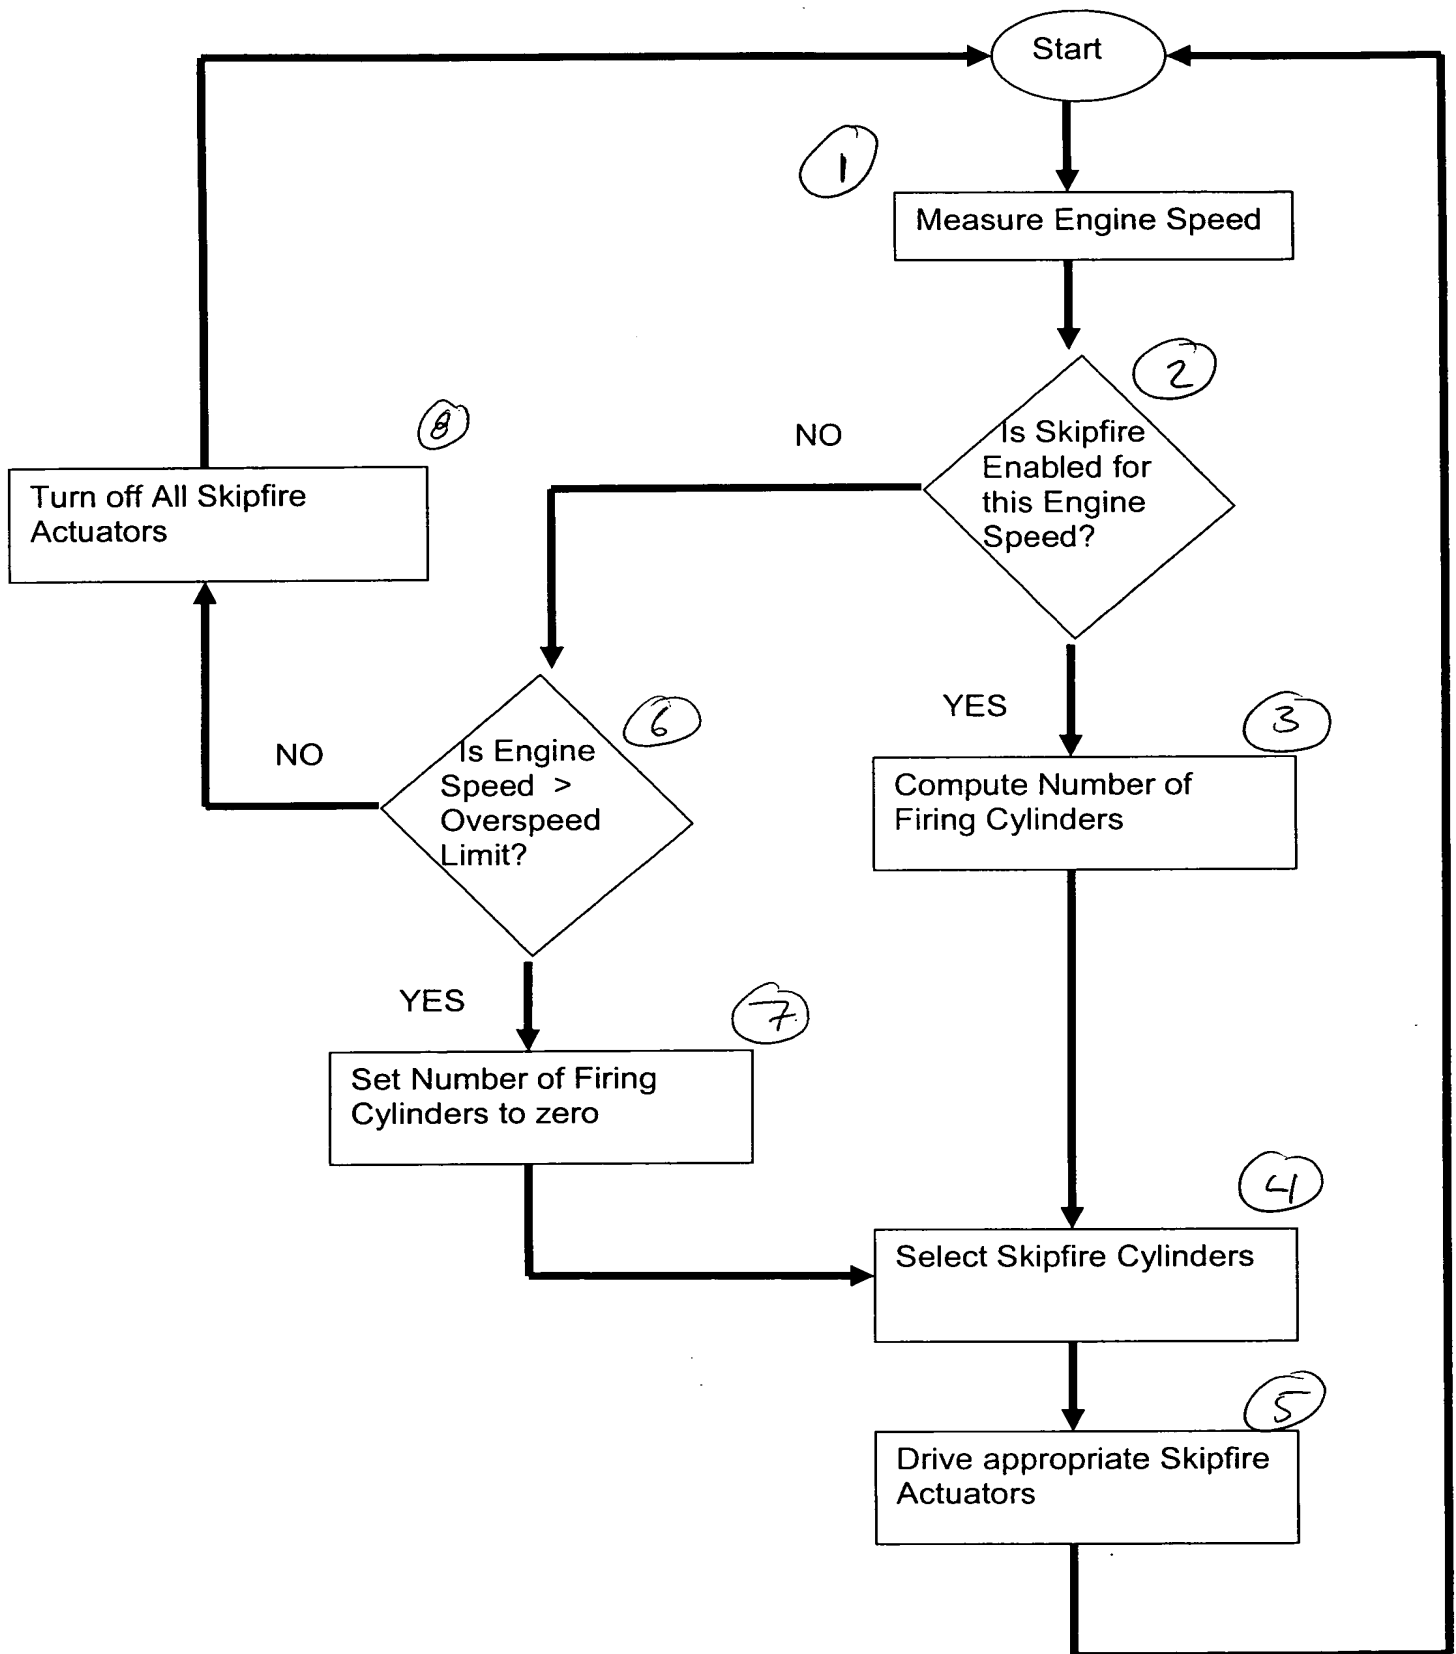 Start
1
Measure Engine Speed
2
Is Skipfire
Enabled for
this Engine
Speed?
NO
8
Turn off All Skipfire
Actuators
YES
3
Compute Number of
Firing Cylinders
6
Is Engine
Speed >
Overspeed
Limit?
NO
YES
7
Set Number of Firing
Cylinders to zero
4
Select Skipfire Cylinders
5
Drive appropriate Skipfire
Actuators